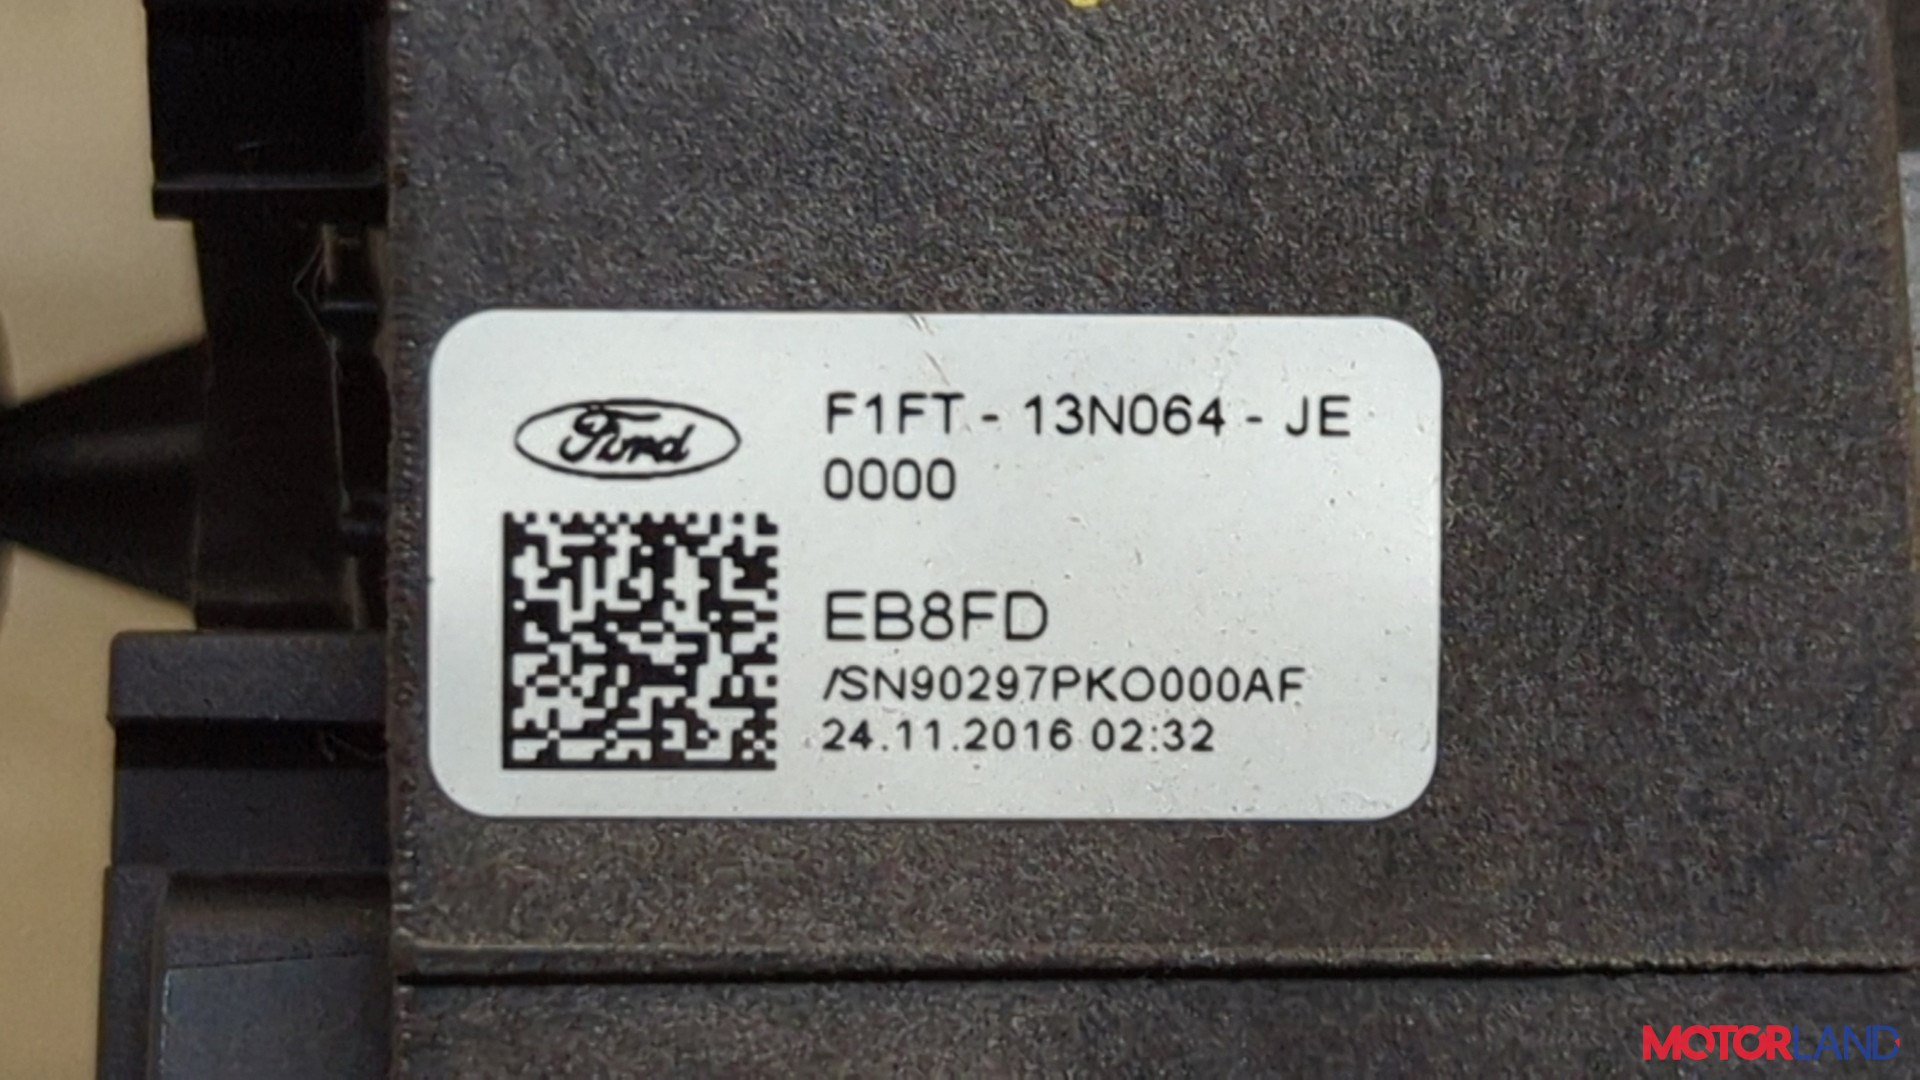 Ford
F1FT - 13N064 - JE
0000
EB8FD
/SN90297PKO000AF
24.11.2016 02:32
MOTORLAND